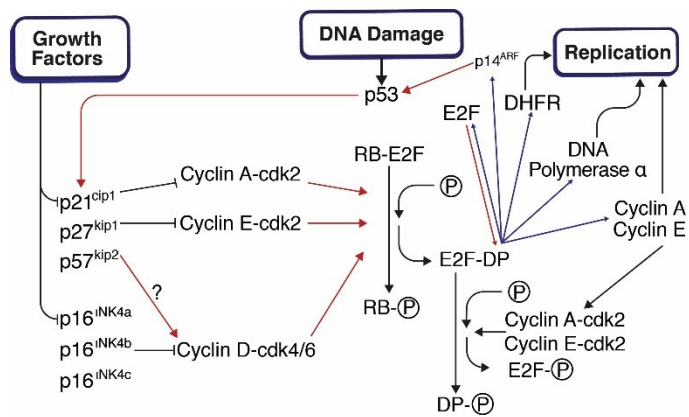 Growth
Factors
DNA Damage
Replication
p14ARF
p53
E2F
DHFR
RB-E2F
DNA
Polymerase α
Cyclin A-cdk2
P
p21cip1
Cyclin A
p27kip1
Cyclin E-cdk2
Cyclin E
p57kip2
E2F-DP
?
P
RB-P
p16INK4a
Cyclin A-cdk2
p16INK4b
Cyclin D-cdk4/6
Cyclin E-cdk2
E2F-P
p16INK4c
DP-P